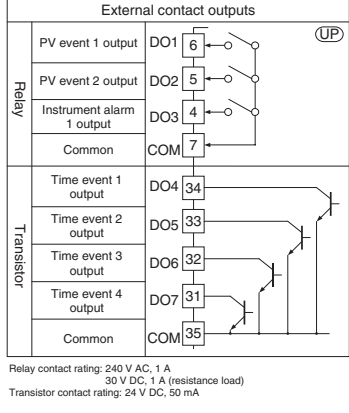 External contact outputs
UP
Relay
PV event 1 output DO1 6
PV event 2 output DO2 5
Instrument alarm
1 output DO3 4
Common COM 7
Transistor
Time event 1
output DO4 34
Time event 2
output DO5 33
Time event 3
output DO6 32
Time event 4
output DO7 31
Common COM 35
Relay contact rating: 240 V AC, 1 A
30 V DC, 1 A (resistance load)
Transistor contact rating: 24 V DC, 50 mA